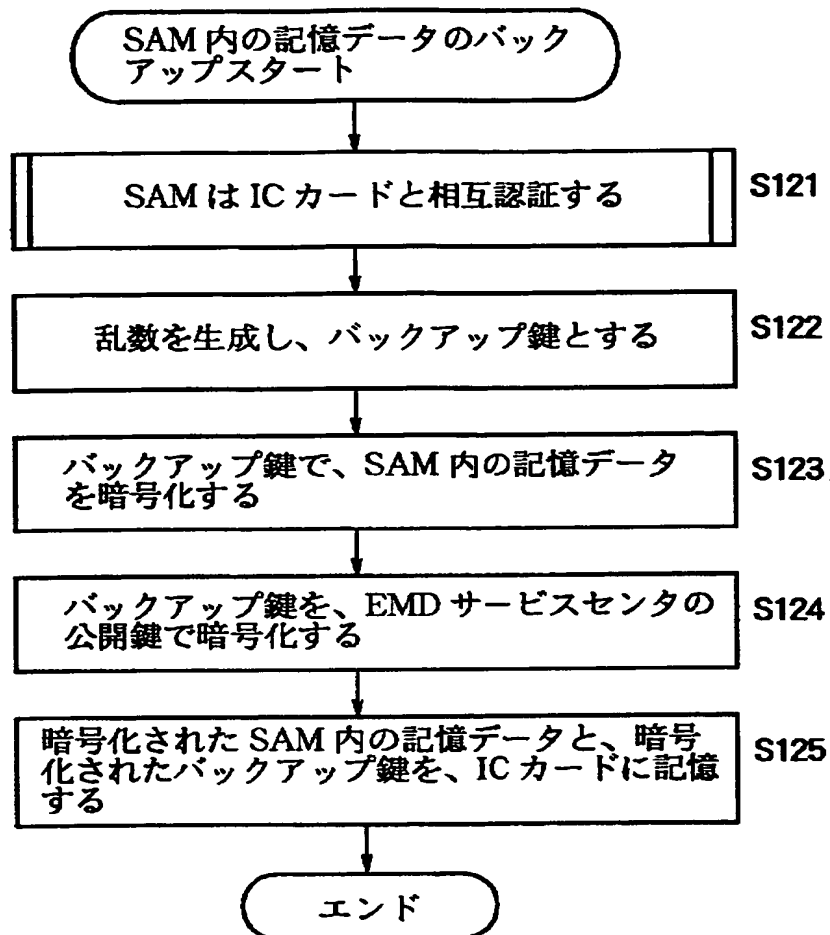 SAM 内の記憶データのバック
アップスタート
SAM は IC カードと相互認証する
S121
乱数を生成し、バックアップ鍵とする
S122
バックアップ鍵で、SAM 内の記憶データ
を暗号化する
S123
バックアップ鍵を、EMD サービスセンタの
公開鍵で暗号化する
S124
暗号化された SAM 内の記憶データと、暗号
化されたバックアップ鍵を、IC カードに記憶
する
S125
エンド